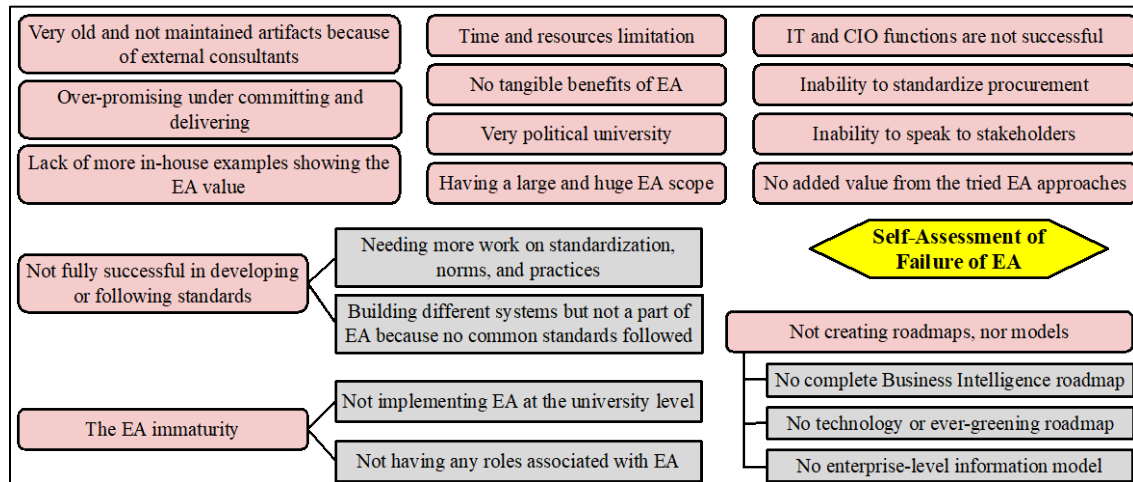 Very old and not maintained artifacts because
of external consultants
Over-promising under committing and
delivering
Lack of more in-house examples showing the
EA value
Time and resources limitation
No tangible benefits of EA
Very political university
Having a large and huge EA scope
IT and CIO functions are not successful
Inability to standardize procurement
Inability to speak to stakeholders
No added value from the tried EA approaches
Self-Assessment of
Failure of EA
Not fully successful in developing
or following standards
Needing more work on standardization,
norms, and practices
Building different systems but not a part of
EA because no common standards followed
The EA immaturity
Not implementing EA at the university level
Not having any roles associated with EA
Not creating roadmaps, nor models
No complete Business Intelligence roadmap
No technology or ever-greening roadmap
No enterprise-level information model